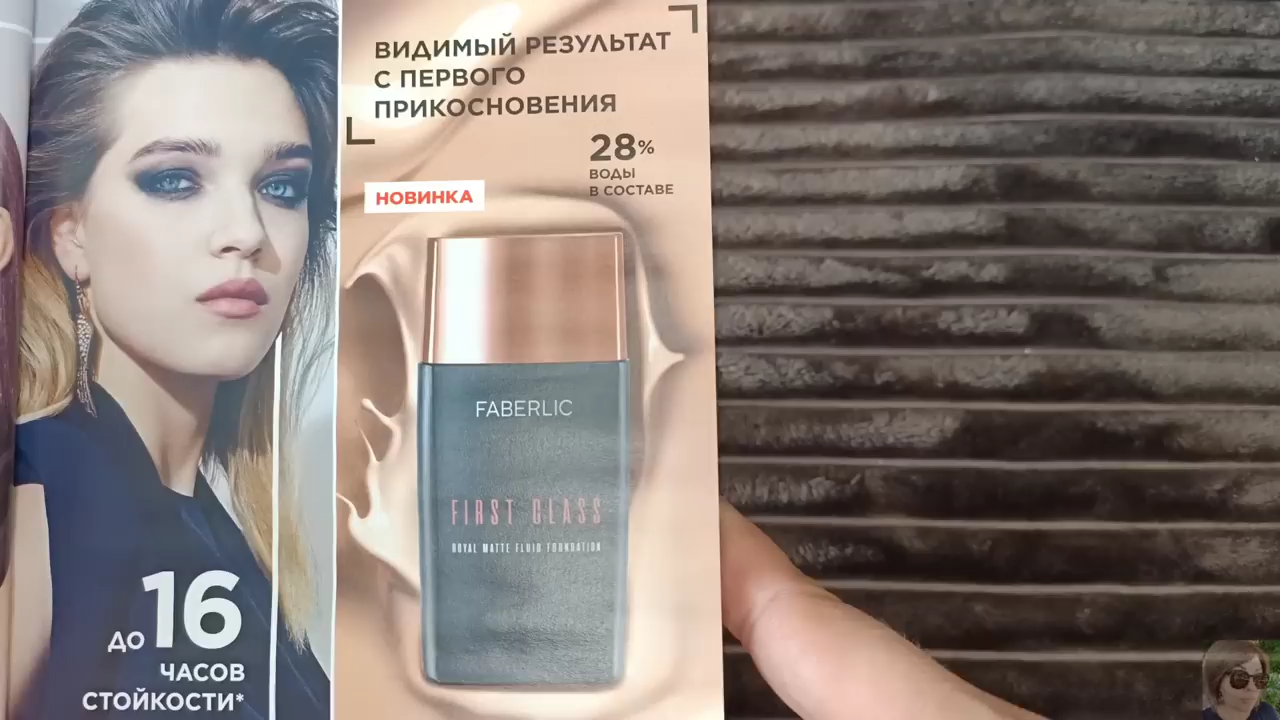 ВИДИМЫЙ РЕЗУЛЬТАТ
С ПЕРВОГО
ПРИКОСНОВЕНИЯ
28%
ВОДЫ
В СОСТАВЕ
НОВИНКА
FABERLIC
FIRST CLASS
ROYAL MATTE FLUID FOUNDATION
ДО 16
ЧАСОВ
СТОЙКОСТИ*